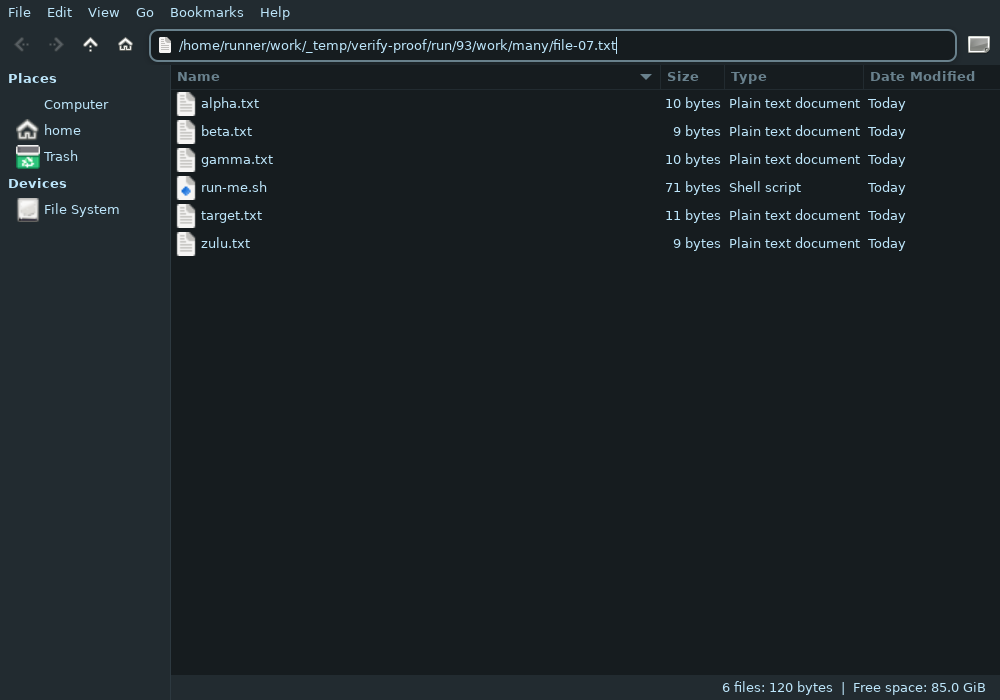 File Edit View Go Bookmarks Help
/home/runner/work/_temp/verify-proof/run/93/work/many/file-07.txt
Places
Computer
home
Trash
Devices
File System
Name Size Type Date Modified
alpha.txt 10 bytes Plain text document Today
beta.txt 9 bytes Plain text document Today
gamma.txt 10 bytes Plain text document Today
run-me.sh 71 bytes Shell script Today
target.txt 11 bytes Plain text document Today
zulu.txt 9 bytes Plain text document Today
6 files: 120 bytes | Free space: 85.0 GiB